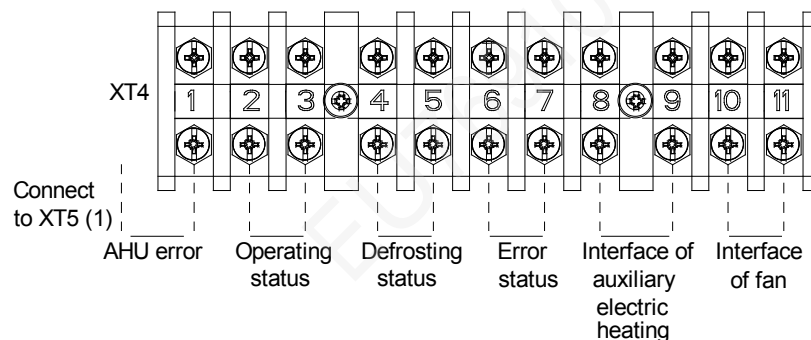 XT4
1 2 3 4 5 6 7 8 9 10 11
Connect
to XT5 (1)
AHU error
Operating
status
Defrosting
status
Error
status
Interface of
auxiliary
electric
heating
Interface
of fan